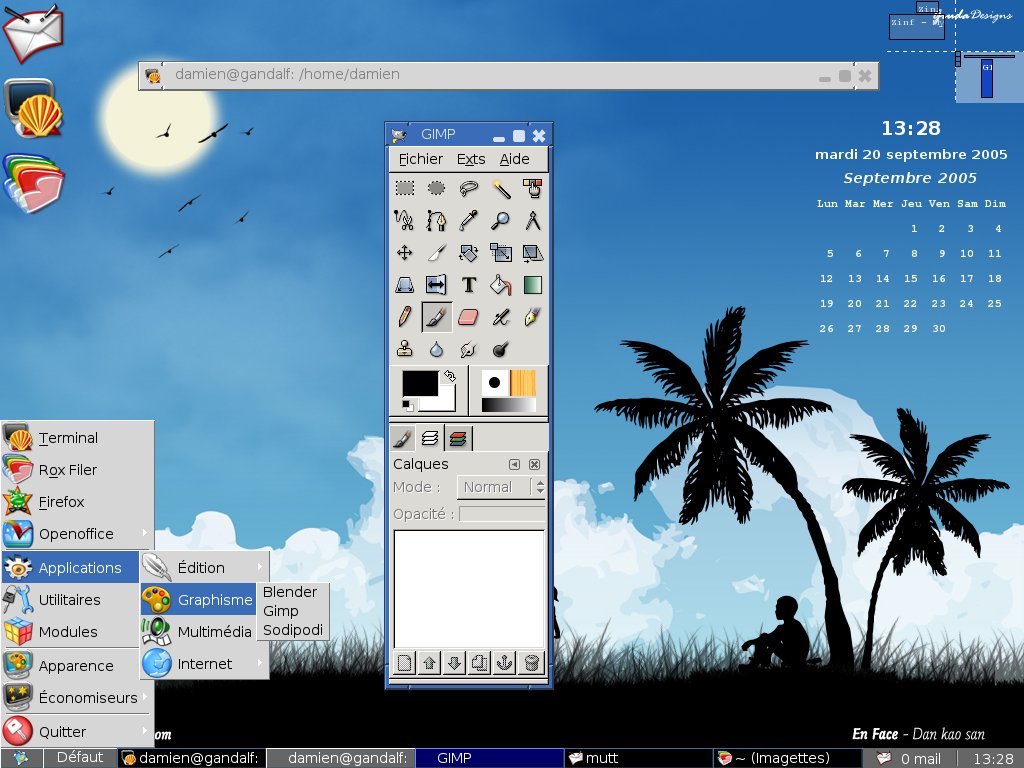 Zinf
Zinf - My
Designs
GI
damien@gandalf: /home/damien
13:28
mardi 20 septembre 2005
Septembre 2005
Lun Mar Mer Jeu Ven Sam Dim
1 2 3 4
5 6 7 8 9 10 11
12 13 14 15 16 17 18
19 20 21 22 23 24 25
26 27 28 29 30
GIMP
Fichier Exts Aide
T
Calques
Mode : Normal
Opacité :
Terminal
Rox Filer
Firefox
Openoffice
Applications
Utilitaires
Modules
Apparence
Économiseurs
Quitter
Édition
Graphisme
Multimédia
Internet
Blender
Gimp
Sodipodi
om
En Face - Dan kao san
Défaut damien@gandalf: damien@gandalf: GIMP mutt ~ (Imagettes) 0 mail 13:28